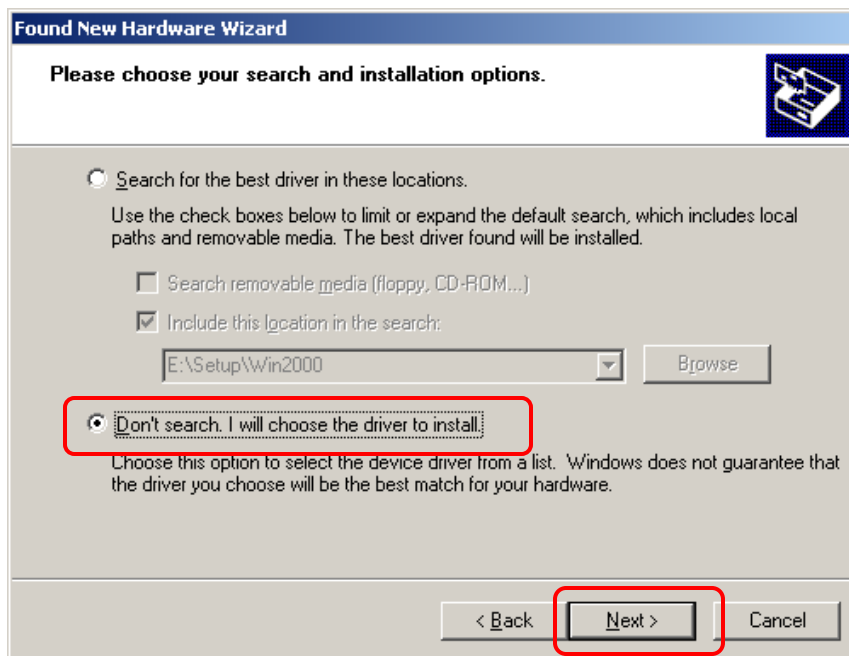 Found New Hardware Wizard
Please choose your search and installation options.
Search for the best driver in these locations.
Use the check boxes below to limit or expand the default search, which includes local
paths and removable media. The best driver found will be installed.
Search removable media (floppy, CD-ROM...)
Include this location in the search:
E:\Setup\Win2000
Browse
Don't search. I will choose the driver to install.
Choose this option to select the device driver from a list.  Windows does not guarantee that
the driver you choose will be the best match for your hardware.
< Back
Next >
Cancel